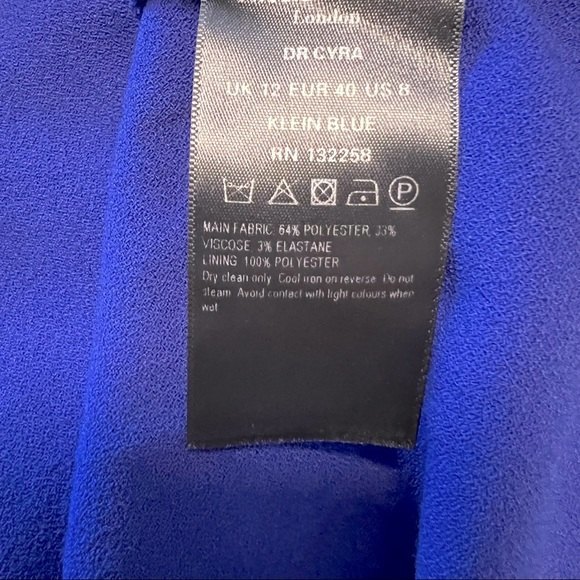 London
DR CYRA
UK 12 EUR 40 US 8
KLEIN BLUE
RN 132258
P
MAIN FABRIC 64% POLYESTER, 33%
VISCOSE 3% ELASTANE
LINING 100% POLYESTER
Dry clean only. Cool iron on reverse. Do not
steam. Avoid contact with light colours when
wet